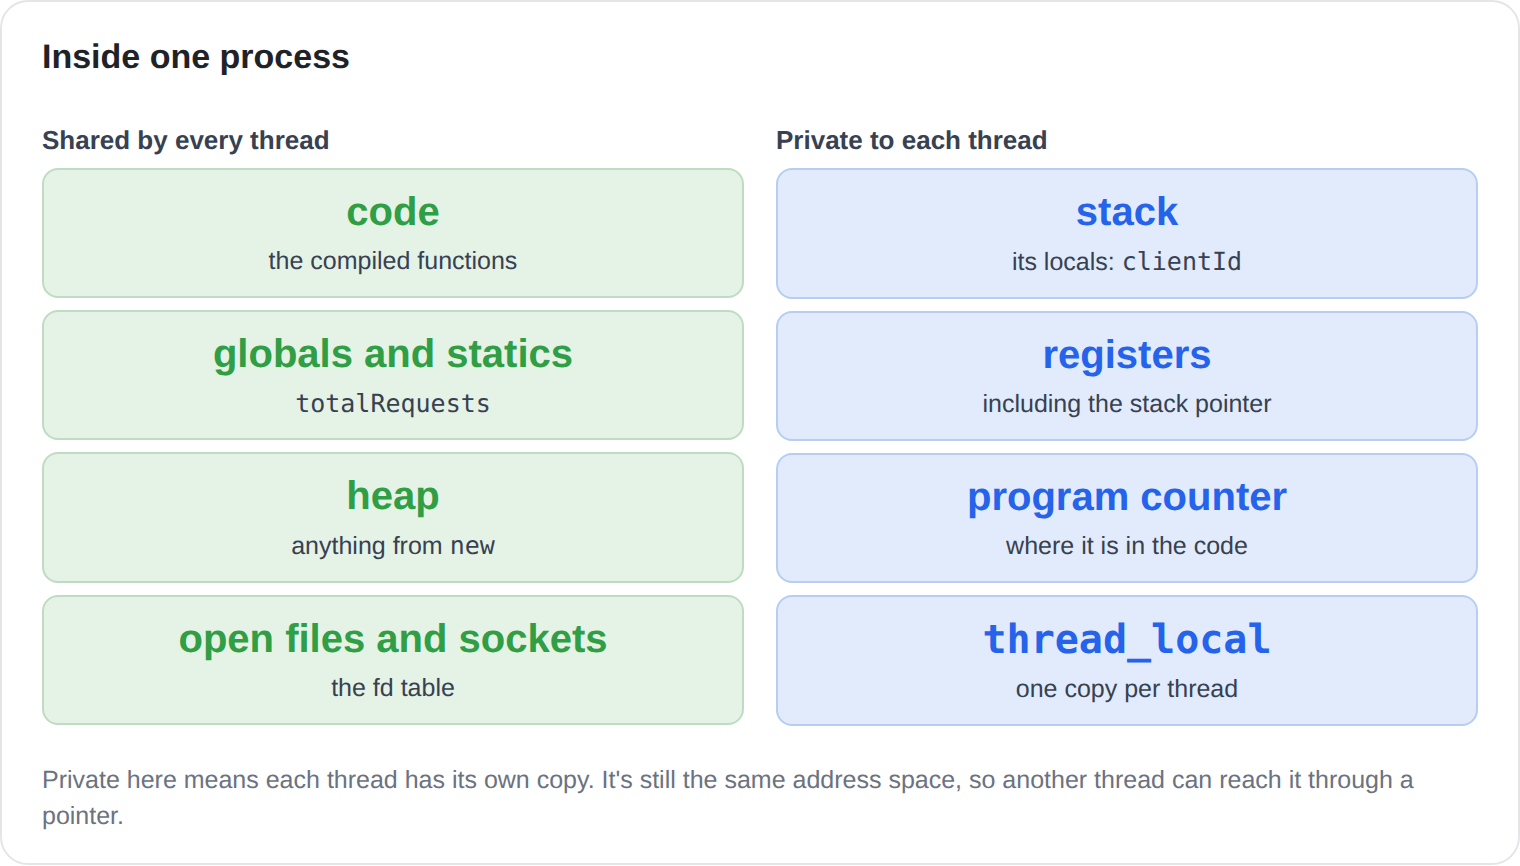 Inside one process
Shared by every thread
code
the compiled functions
globals and statics
totalRequests
heap
anything from new
open files and sockets
the fd table
Private to each thread
stack
its locals: clientId
registers
including the stack pointer
program counter
where it is in the code
thread_local
one copy per thread
Private here means each thread has its own copy. It's still the same address space, so another thread can reach it through a
pointer.